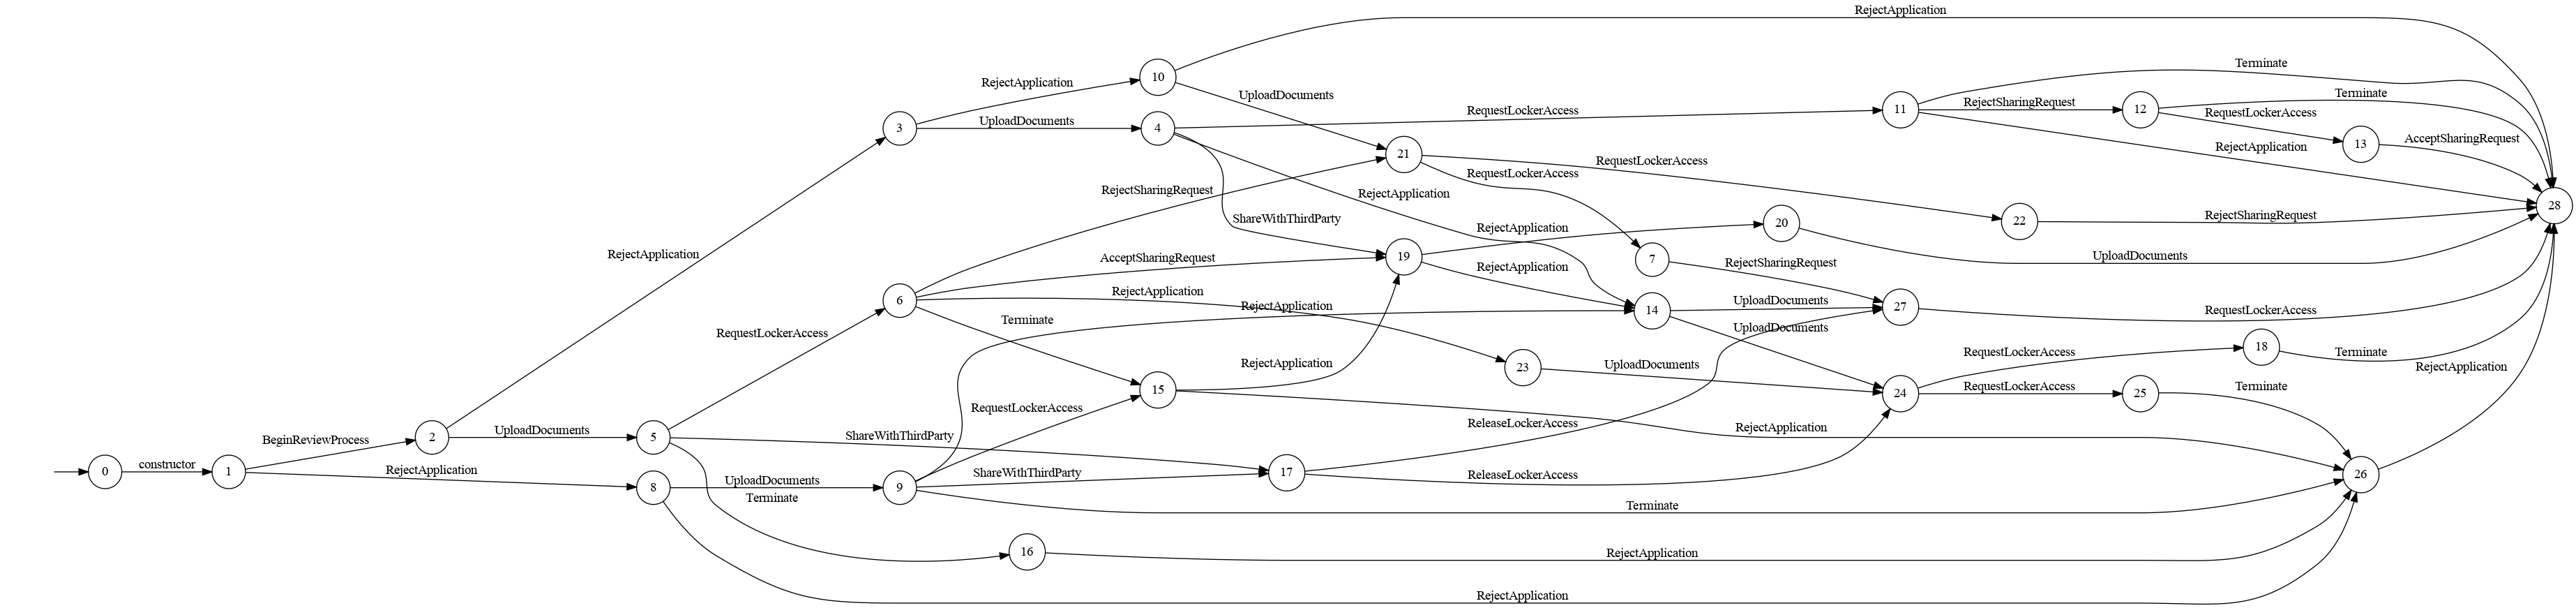 RejectApplication
Terminate
10
RejectApplication
UploadDocuments
Terminate
RejectSharingRequest
11
12
RequestLockerAccess
RequestLockerAccess
3
UploadDocuments
4
AcceptSharingRequest
13
RejectApplication
21
RequestLockerAccess
RequestLockerAccess
RejectSharingRequest
RejectApplication
28
ShareWithThirdParty
RejectApplication
20
22
RejectSharingRequest
RejectApplication
AcceptSharingRequest
19
RejectApplication
7
RejectSharingRequest
UploadDocuments
6
RejectApplication
RejectApplication
UploadDocuments
14
27
RequestLockerAccess
Terminate
UploadDocuments
RequestLockerAccess
RequestLockerAccess
18
Terminate
RejectApplication
23
UploadDocuments
RejectApplication
15
24
RequestLockerAccess
25
Terminate
RequestLockerAccess
ReleaseLockerAccess
RejectApplication
BeginReviewProcess
2
UploadDocuments
5
ShareWithThirdParty
0
constructor
1
RejectApplication
8
UploadDocuments
9
ShareWithThirdParty
17
ReleaseLockerAccess
26
Terminate
Terminate
16
RejectApplication
RejectApplication